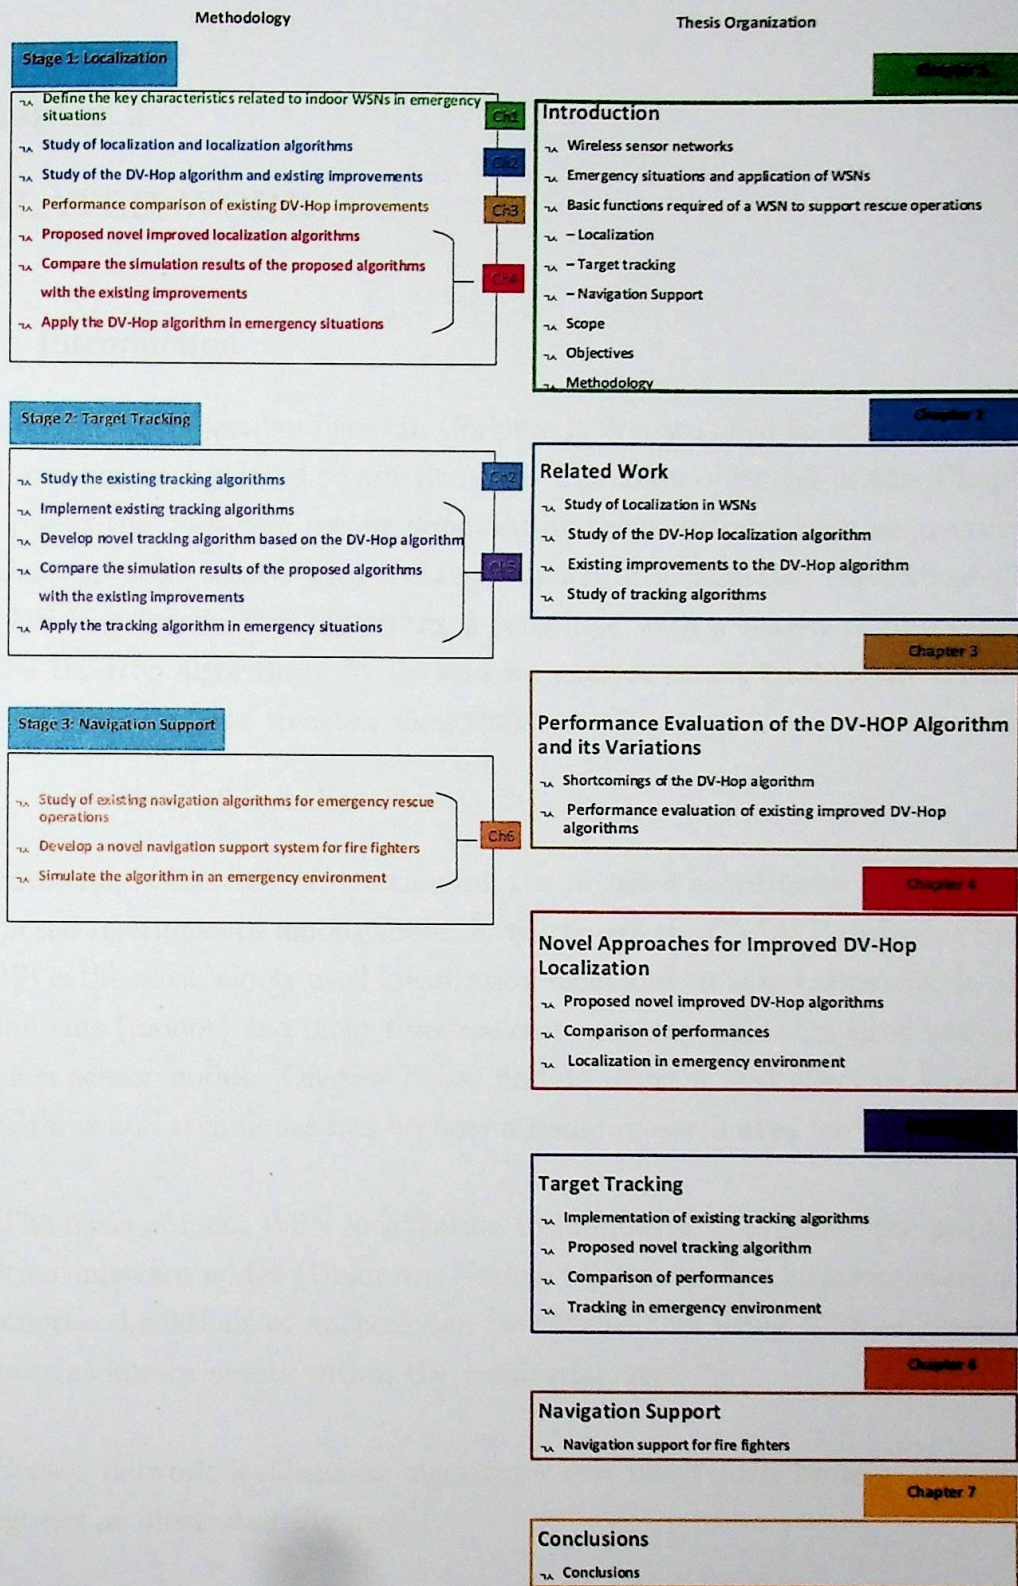 Methodology
Stage 1: Localization
Define the key characteristics related to indoor WSNs in emergency
situations
Ch1
Study of localization and localization algorithms
Ch2
Study of the DV-Hop algorithm and existing improvements
Performance comparison of existing DV-Hop improvements
Ch3
Proposed novel improved localization algorithms
Compare the simulation results of the proposed algorithms
with the existing improvements
Ch4
Apply the DV-Hop algorithm in emergency situations
Stage 2: Target Tracking
Study the existing tracking algorithms
Ch2
Implement existing tracking algorithms
Develop novel tracking algorithm based on the DV-Hop algorithm
Compare the simulation results of the proposed algorithms
with the existing improvements
Ch5
Apply the tracking algorithm in emergency situations
Stage 3: Navigation Support
Study of existing navigation algorithms for emergency rescue
operations
Develop a novel navigation support system for fire fighters
Ch6
Simulate the algorithm in an emergency environment
Thesis Organization
Introduction
Wireless sensor networks
Emergency situations and application of WSNs
Basic functions required of a WSN to support rescue operations
– Localization
– Target tracking
– Navigation Support
Scope
Objectives
Methodology
Chapter 2
Related Work
Study of Localization in WSNs
Study of the DV-Hop localization algorithm
Existing improvements to the DV-Hop algorithm
Study of tracking algorithms
Chapter 3
Performance Evaluation of the DV-HOP Algorithm
and its Variations
Shortcomings of the DV-Hop algorithm
Performance evaluation of existing improved DV-Hop
algorithms
Chapter 4
Novel Approaches for Improved DV-Hop
Localization
Proposed novel improved DV-Hop algorithms
Comparison of performances
Localization in emergency environment
Target Tracking
Implementation of existing tracking algorithms
Proposed novel tracking algorithm
Comparison of performances
Tracking in emergency environment
Chapter 6
Navigation Support
Navigation support for fire fighters
Chapter 7
Conclusions
Conclusions